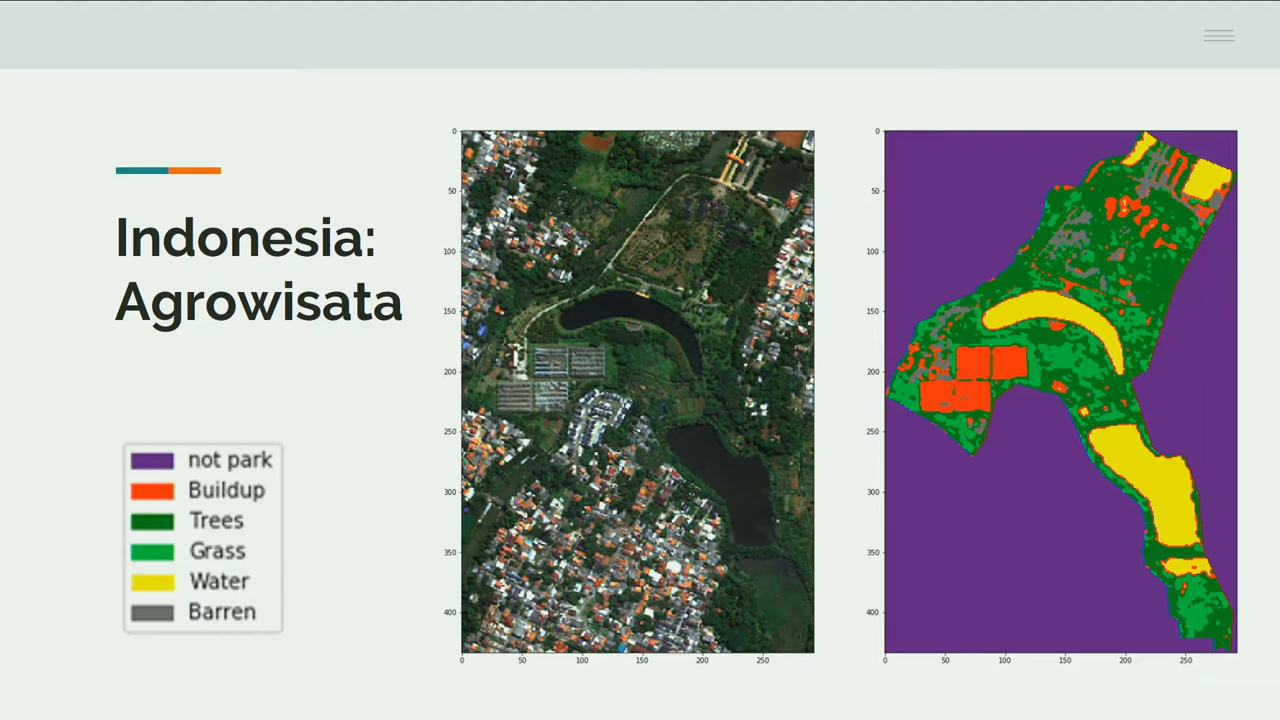 Indonesia:
Agrowisata
not park
Buildup
Trees
Grass
Water
Barren
0
50
100
150
200
250
300
350
400
0 50 100 150 200 250
0
50
100
150
200
250
300
350
400
0 50 100 150 200 250